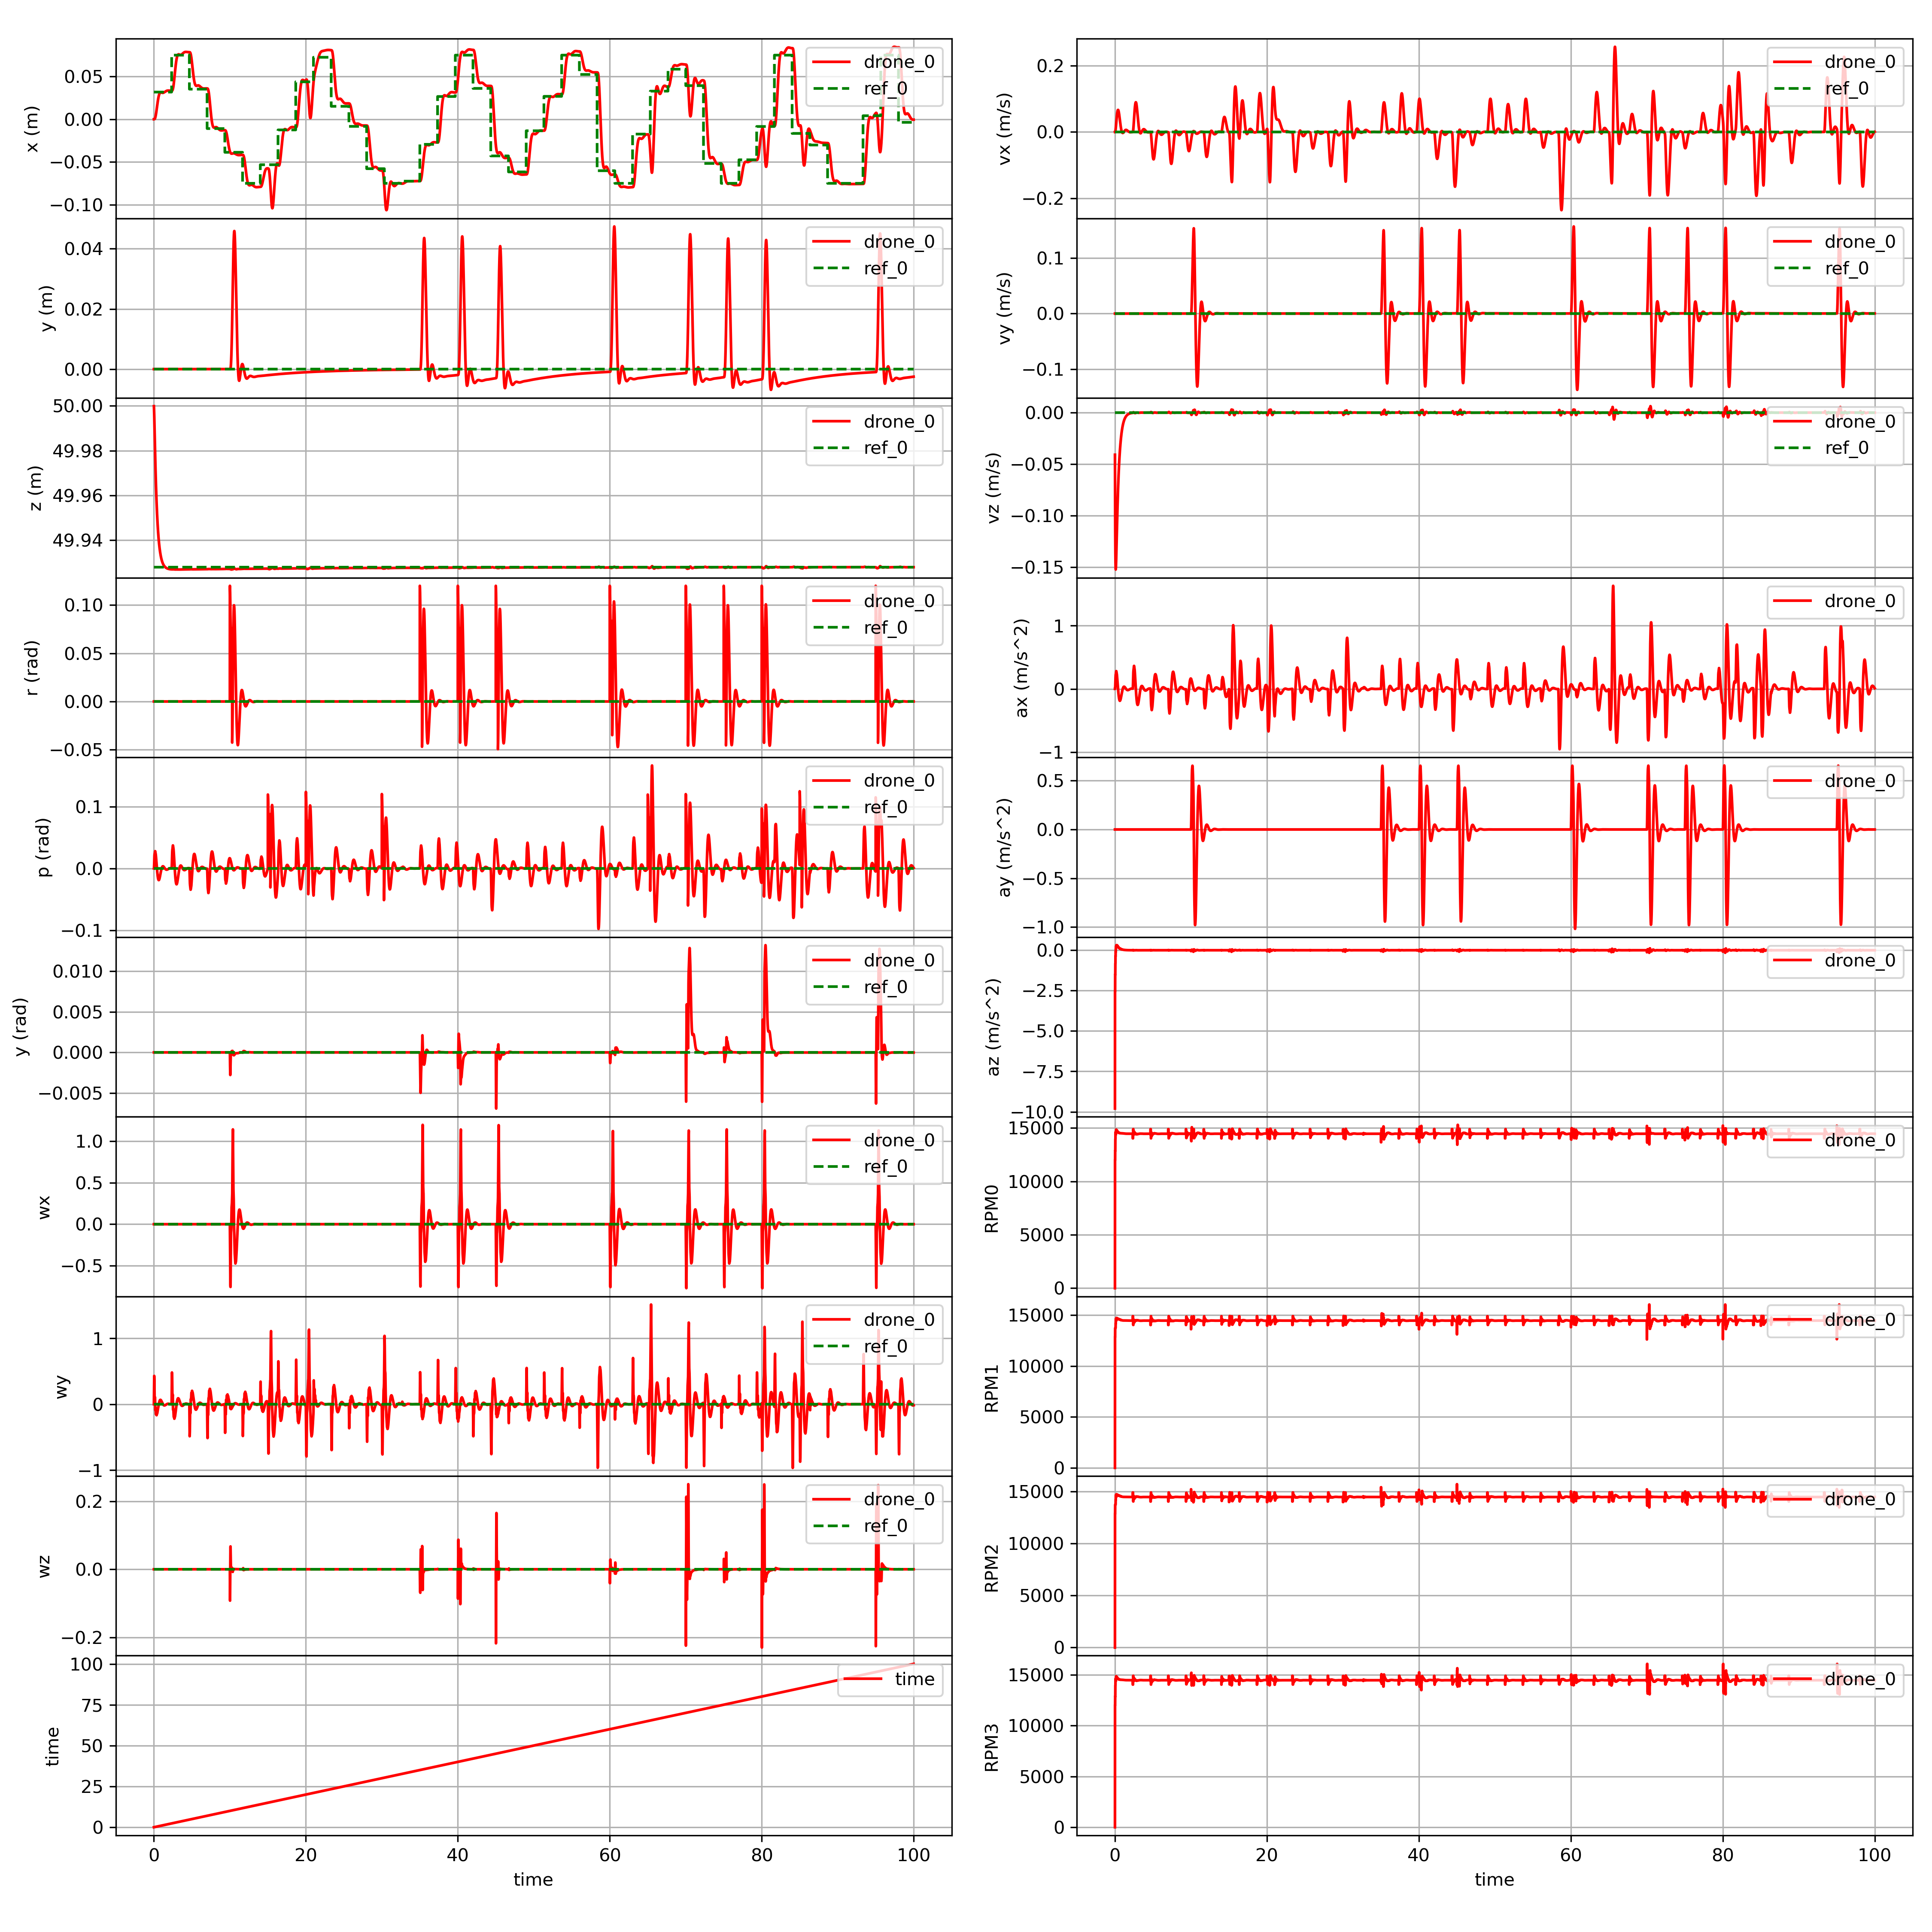 0.05
0.00
−0.05
−0.10
x (m)
drone_0
ref_0
0.04
0.02
0.00
y (m)
drone_0
ref_0
50.00
49.98
49.96
49.94
z (m)
drone_0
ref_0
0.10
0.05
0.00
−0.05
r (rad)
drone_0
ref_0
0.1
0.0
−0.1
p (rad)
drone_0
ref_0
0.010
0.005
0.000
−0.005
y (rad)
drone_0
ref_0
1.0
0.5
0.0
−0.5
wx
drone_0
ref_0
1
0
−1
wy
drone_0
ref_0
0.2
0.0
−0.2
wz
drone_0
ref_0
100
75
50
25
0
time
time
0 20 40 60 80 100
time
0.2
0.0
−0.2
vx (m/s)
drone_0
ref_0
0.1
0.0
−0.1
vy (m/s)
drone_0
ref_0
0.00
−0.05
−0.10
−0.15
vz (m/s)
drone_0
ref_0
1
0
−1
ax (m/s^2)
drone_0
0.5
0.0
−0.5
−1.0
ay (m/s^2)
drone_0
0.0
−2.5
−5.0
−7.5
−10.0
az (m/s^2)
drone_0
15000
10000
5000
0
RPM0
drone_0
15000
10000
5000
0
RPM1
drone_0
15000
10000
5000
0
RPM2
drone_0
15000
10000
5000
0
RPM3
drone_0
0 20 40 60 80 100
time